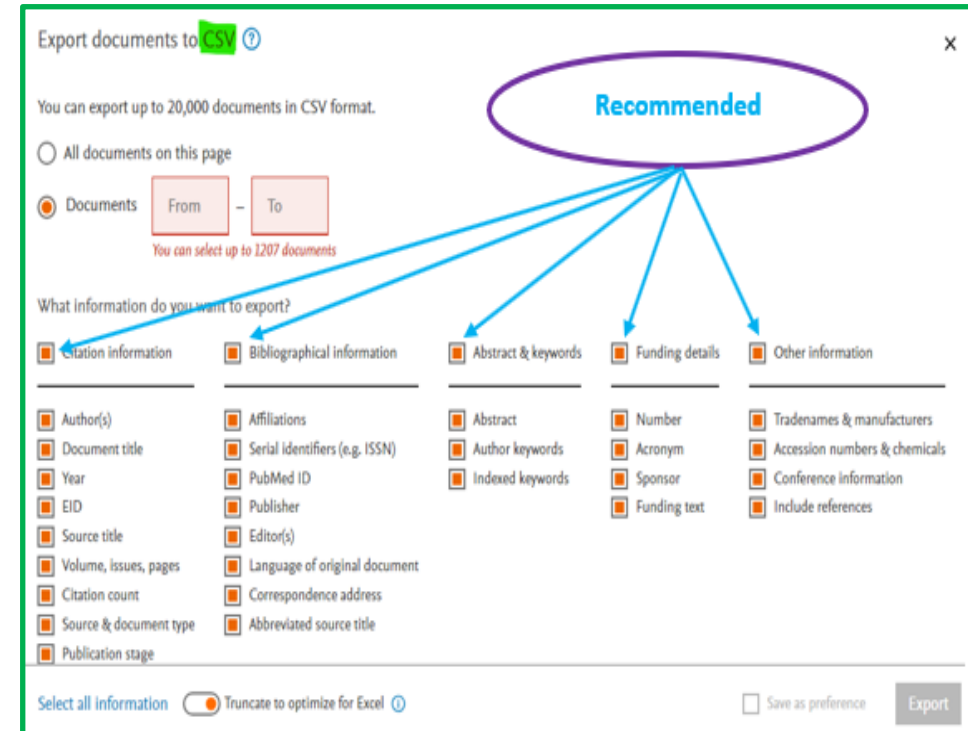 Export documents to CSV ?
×
Recommended
You can export up to 20,000 documents in CSV format.
All documents on this page
Documents From – To
You can select up to 1207 documents
What information do you want to export?
Citation information Bibliographical information Abstract & keywords Funding details Other information
Author(s) Affiliations Abstract Number Tradenames & manufacturers
Document title Serial identifiers (e.g. ISSN) Author keywords Acronym Accession numbers & chemicals
Year PubMed ID Indexed keywords Sponsor Conference information
EID Publisher Funding text Include references
Source title Editor(s)
Volume, issues, pages Language of original document
Citation count Correspondence address
Source & document type Abbreviated source title
Publication stage
Select all information Truncate to optimize for Excel i Save as preference Export